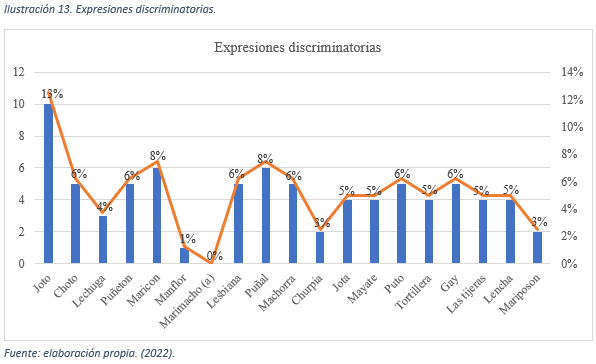 Ilustración 13. Expresiones discriminatorias.
Expresiones discriminatorias
12
10
8
6
4
2
0
14%
12%
10%
8%
6%
4%
2%
0%
13%
6%
4%
6%
8%
1%
0%
6%
8%
6%
3%
5%
5%
6%
5%
6%
5%
5%
3%
Joto
Choto
Lechuga
Puñeton
Maricon
Manflor
Marimacho (a)
Lesbiana
Puñal
Machorra
Churpia
Jota
Mayate
Puto
Tortillera
Gay
Las tijeras
Lencha
Mariposon
Fuente: elaboración propia. (2022).